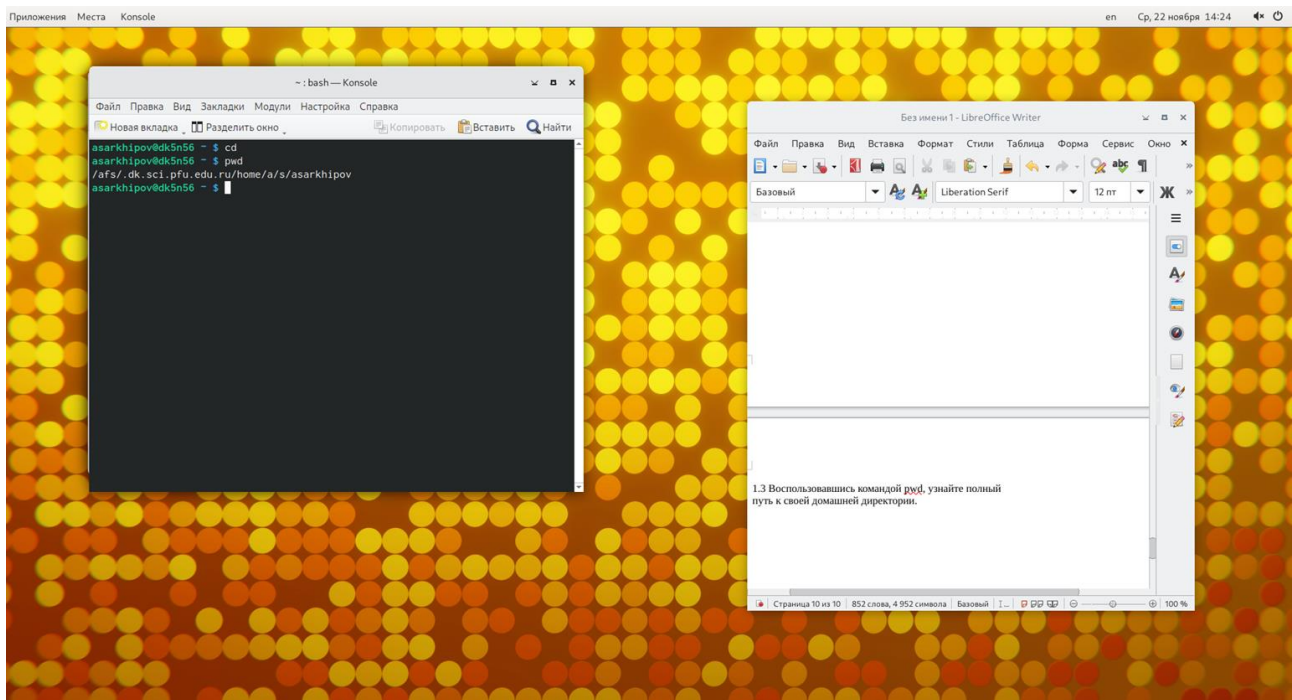 Приложения Места Konsole en Ср, 22 ноября 14:24
~ : bash — Konsole
Файл Правка Вид Закладки Модули Настройка Справка
Новая вкладка Разделить окно Копировать Вставить Найти
asarkhipov@dk5n56 ~ $ cd
asarkhipov@dk5n56 ~ $ pwd
/afs/.dk.sci.pfu.edu.ru/home/a/s/asarkhipov
asarkhipov@dk5n56 ~ $
Без имени 1 - LibreOffice Writer
Файл Правка Вид Вставка Формат Стили Таблица Форма Сервис Окно
Базовый Liberation Serif 12 пт Ж »
1.3 Воспользовавшись командой pwd, узнайте полный
путь к своей домашней директории.
Страница 10 из 10 852 слова, 4 952 символа Базовый 100 %